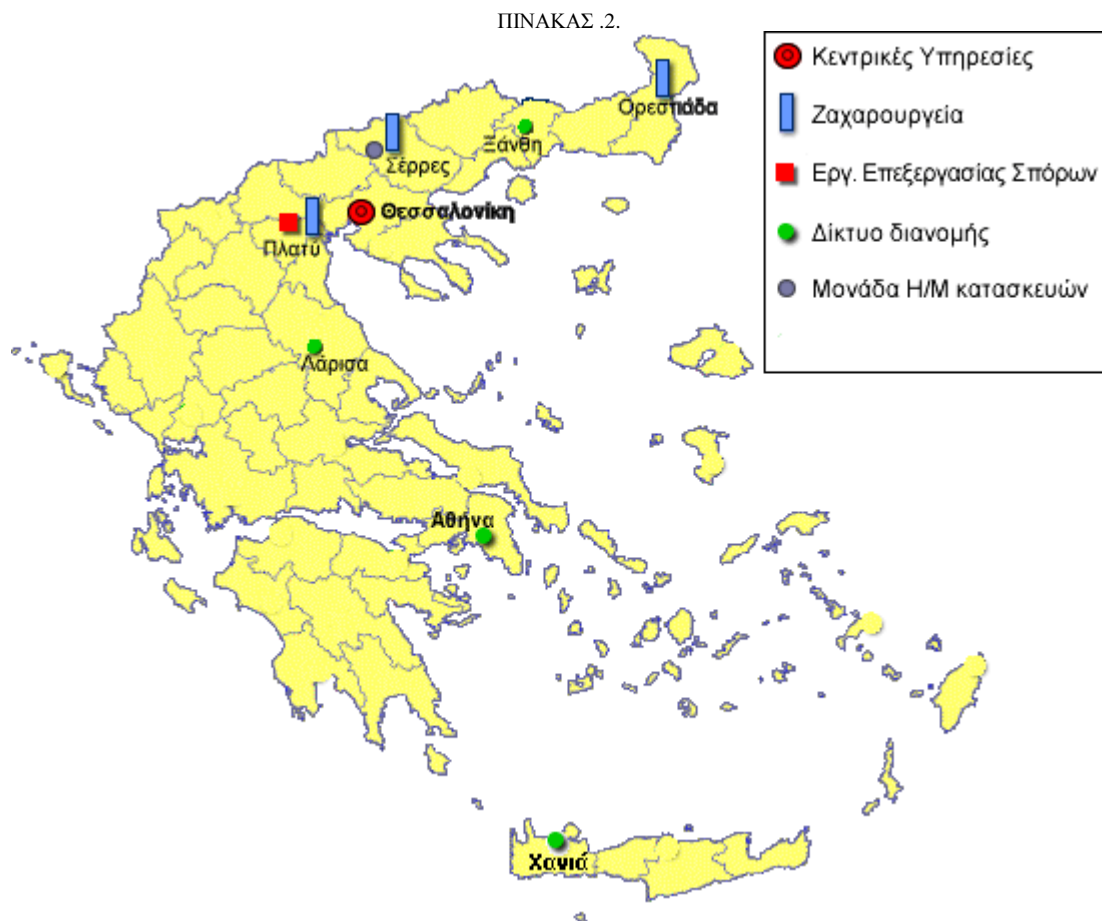 ΠΙΝΑΚΑΣ .2.
Κεντρικές Υπηρεσίες
Ζαχαρουργεία
Εργ. Επεξεργασίας Σπόρων
Δίκτυο διανομής
Μονάδα Η/Μ κατασκευών
Ορεστιάδα
Ξάνθη
Σέρρες
Θεσσαλονίκη
Πλατύ
Λάρισα
Αθήνα
Χανιά